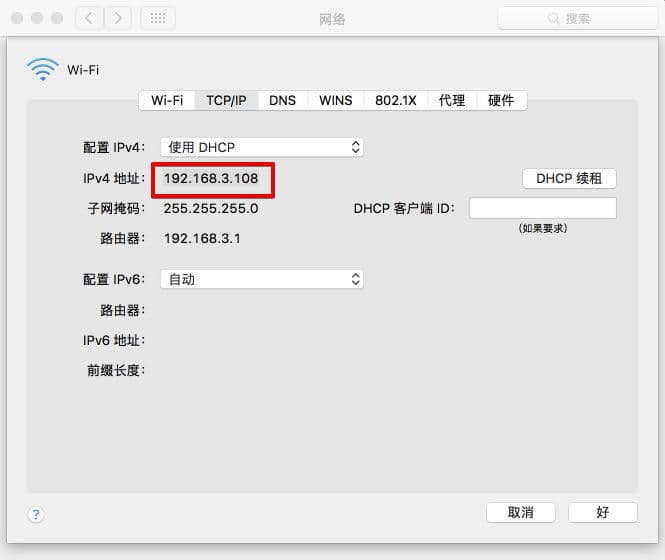 网络
搜索
Wi-Fi
Wi-Fi TCP/IP DNS WINS 802.1X 代理 硬件
配置 IPv4： 使用 DHCP
IPv4 地址： 192.168.3.108 DHCP 续租
子网掩码： 255.255.255.0 DHCP 客户端 ID：
(如果要求)
路由器： 192.168.3.1
配置 IPv6： 自动
路由器：
IPv6 地址：
前缀长度：
? 取消 好